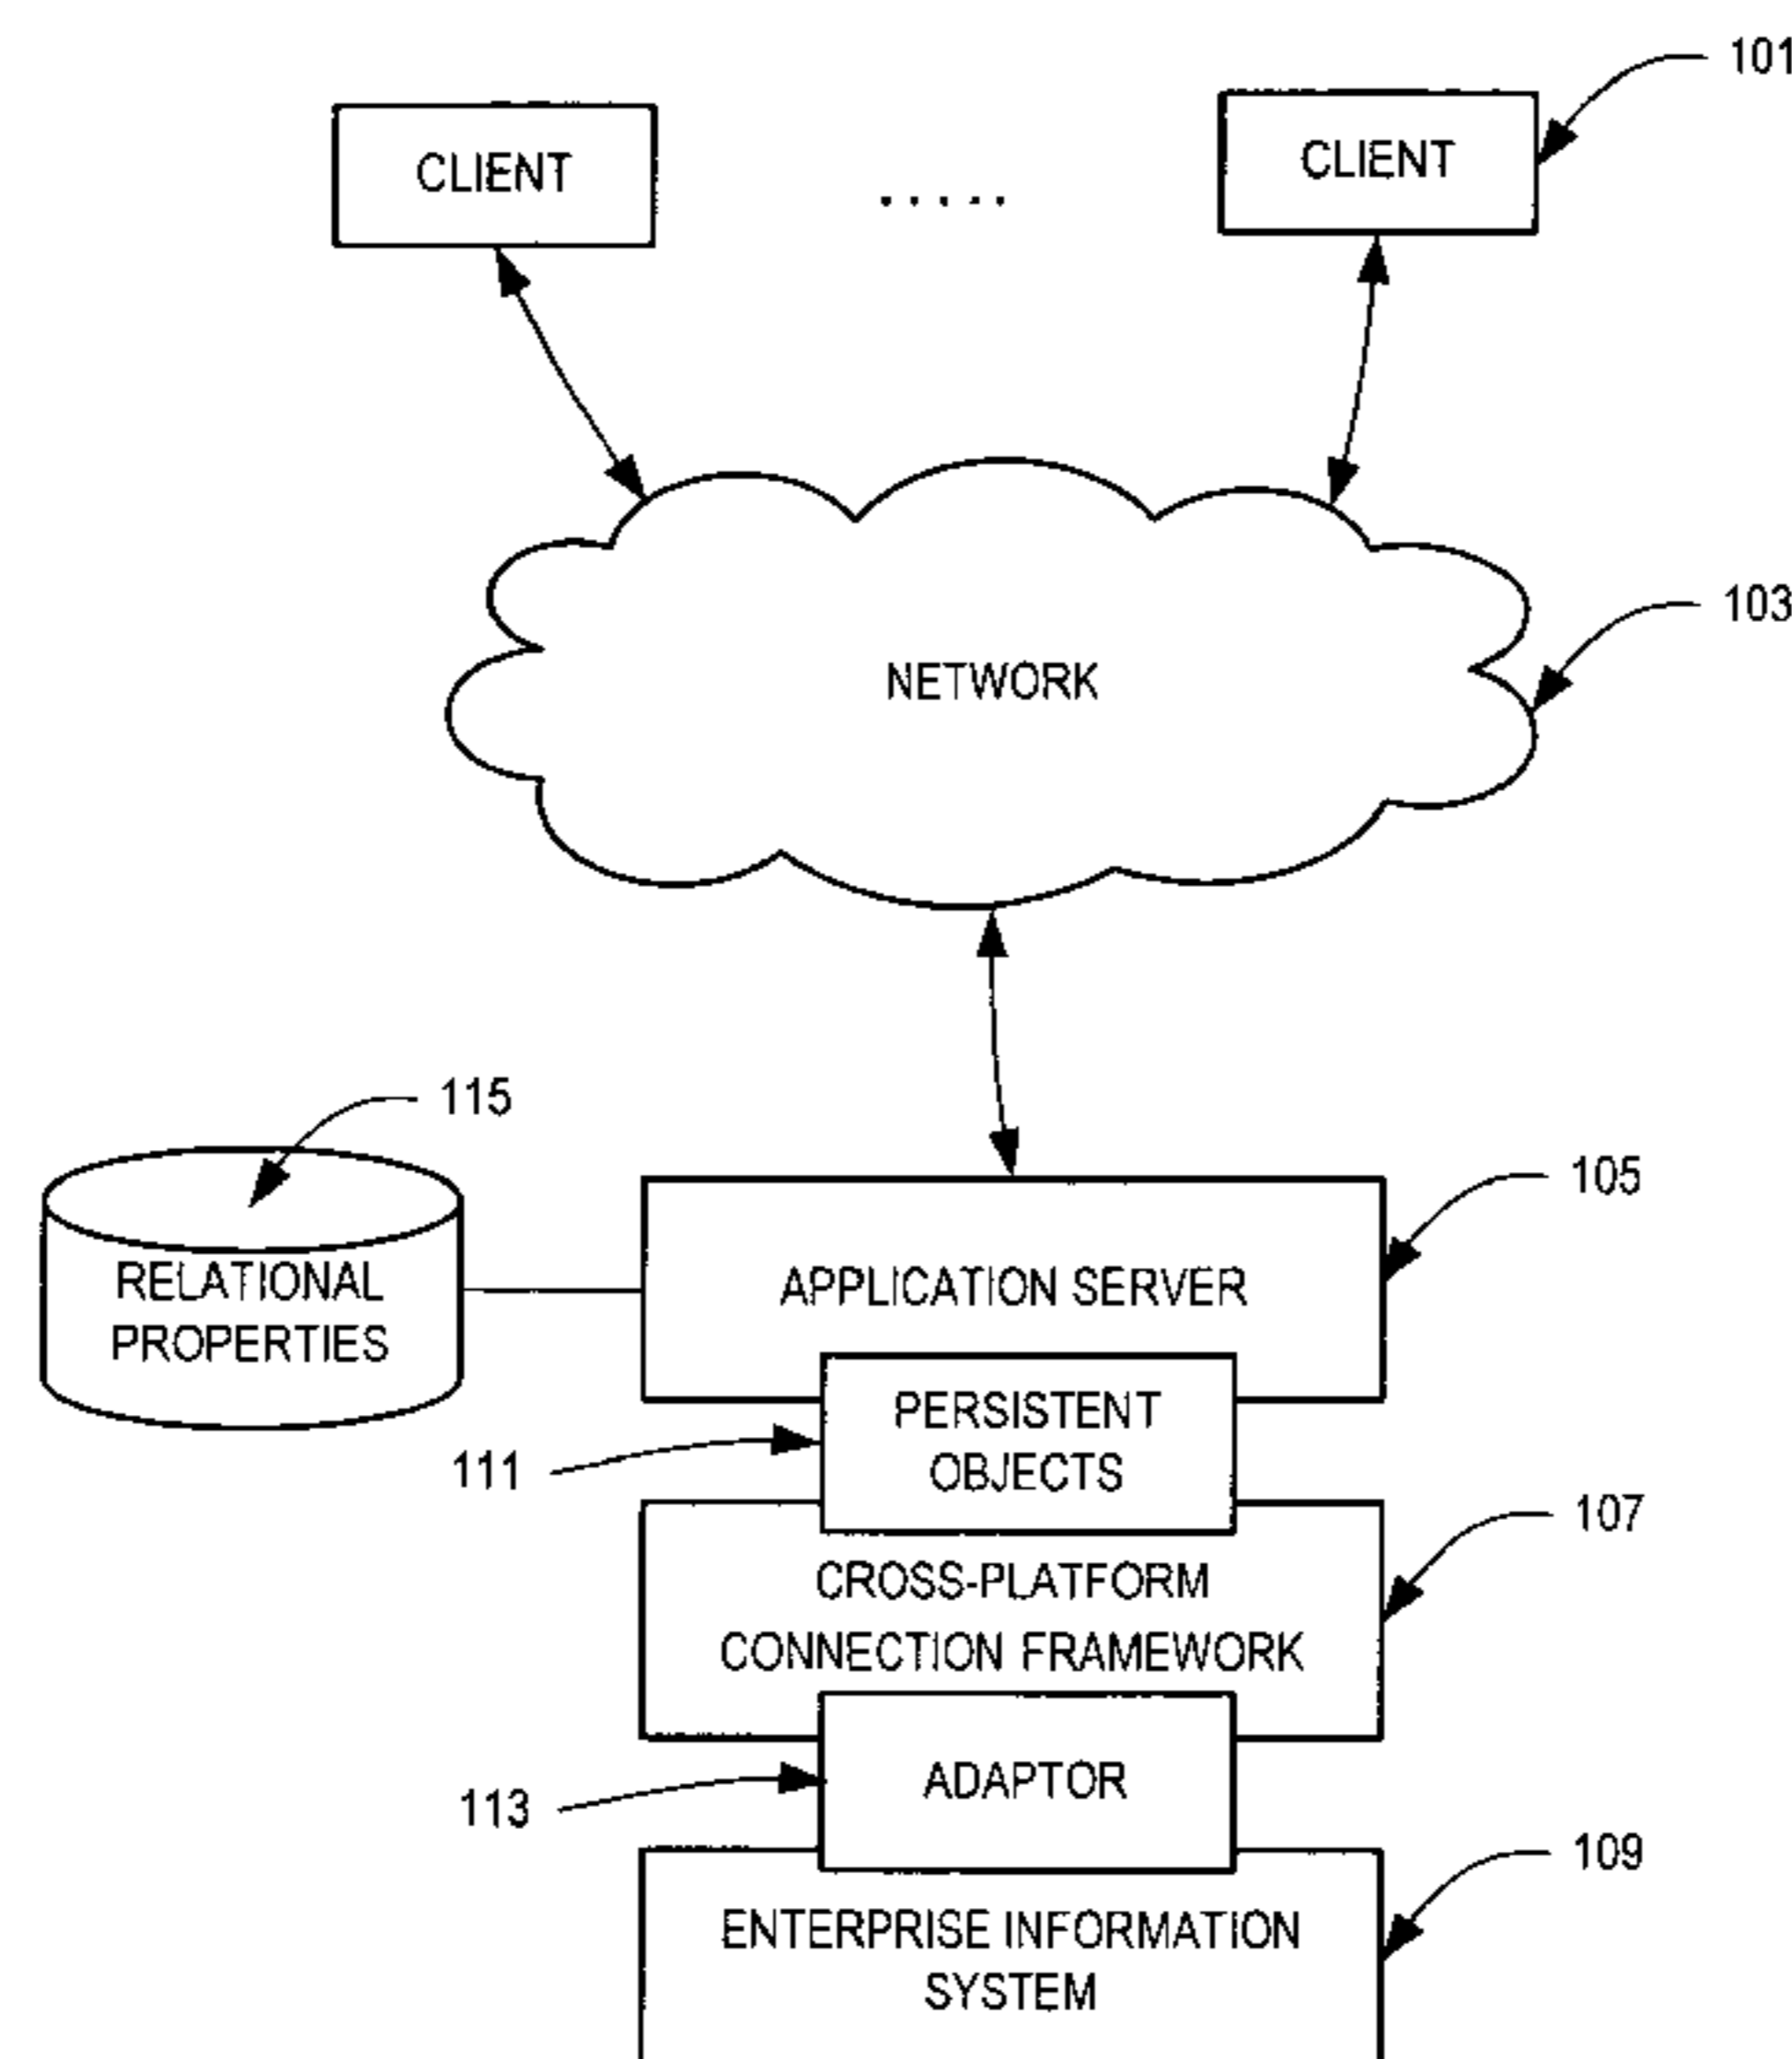 101
CLIENT
.....
CLIENT
103
NETWORK
115
105
RELATIONAL
PROPERTIES
APPLICATION SERVER
PERSISTENT
OBJECTS
111
107
CROSS-PLATFORM
CONNECTION FRAMEWORK
ADAPTOR
113
109
ENTERPRISE INFORMATION
SYSTEM